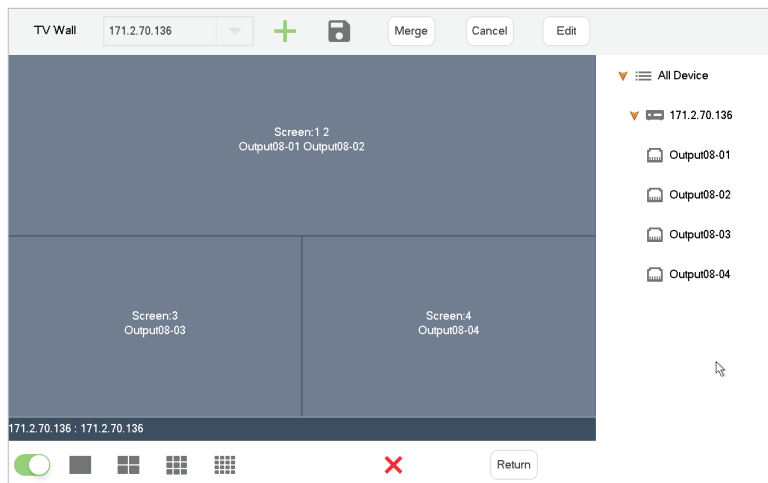 TV Wall
171.2.70.136
Merge
Cancel
Edit
Screen:1 2
Output08-01 Output08-02
Screen:3
Output08-03
Screen:4
Output08-04
171.2.70.136 : 171.2.70.136
Return
All Device
171.2.70.136
Output08-01
Output08-02
Output08-03
Output08-04